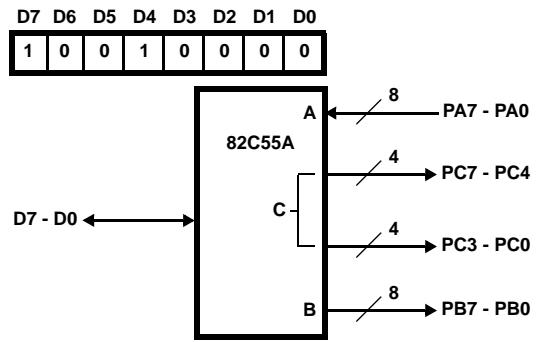 D7 D6 D5 D4 D3 D2 D1 D0
1 0 0 1 0 0 0 0
8
A PA7 - PA0
82C55A
4
PC7 - PC4
C
D7 - D0
4
PC3 - PC0
8
B PB7 - PB0